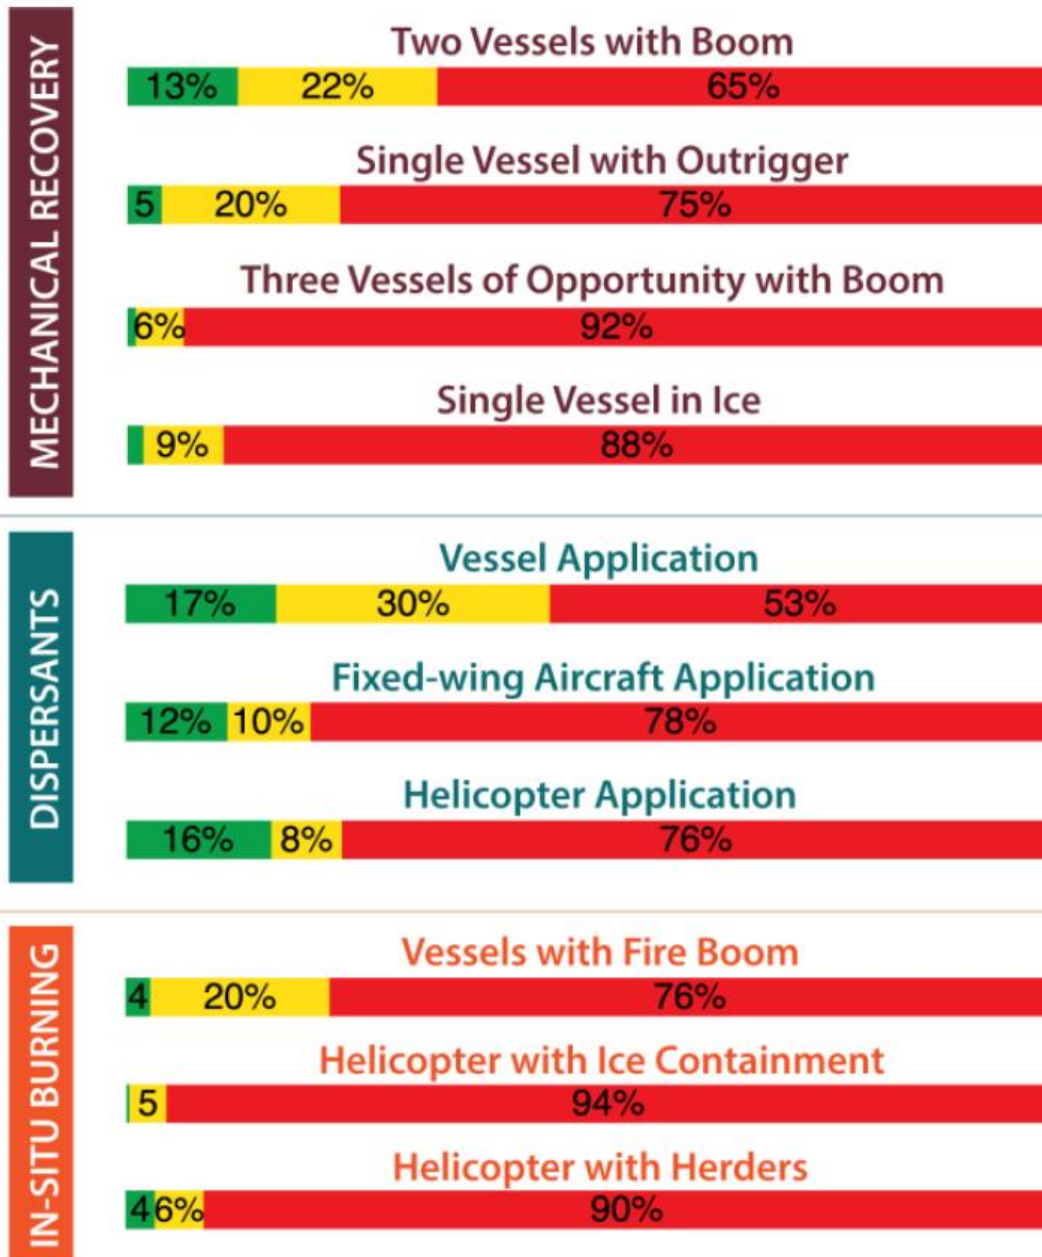 MECHANICAL RECOVERY
Two Vessels with Boom
13% 22% 65%
Single Vessel with Outrigger
5 20% 75%
Three Vessels of Opportunity with Boom
6% 92%
Single Vessel in Ice
9% 88%
DISPERSANTS
Vessel Application
17% 30% 53%
Fixed-wing Aircraft Application
12% 10% 78%
Helicopter Application
16% 8% 76%
IN-SITU BURNING
Vessels with Fire Boom
4 20% 76%
Helicopter with Ice Containment
5 94%
Helicopter with Herders
4 6% 90%